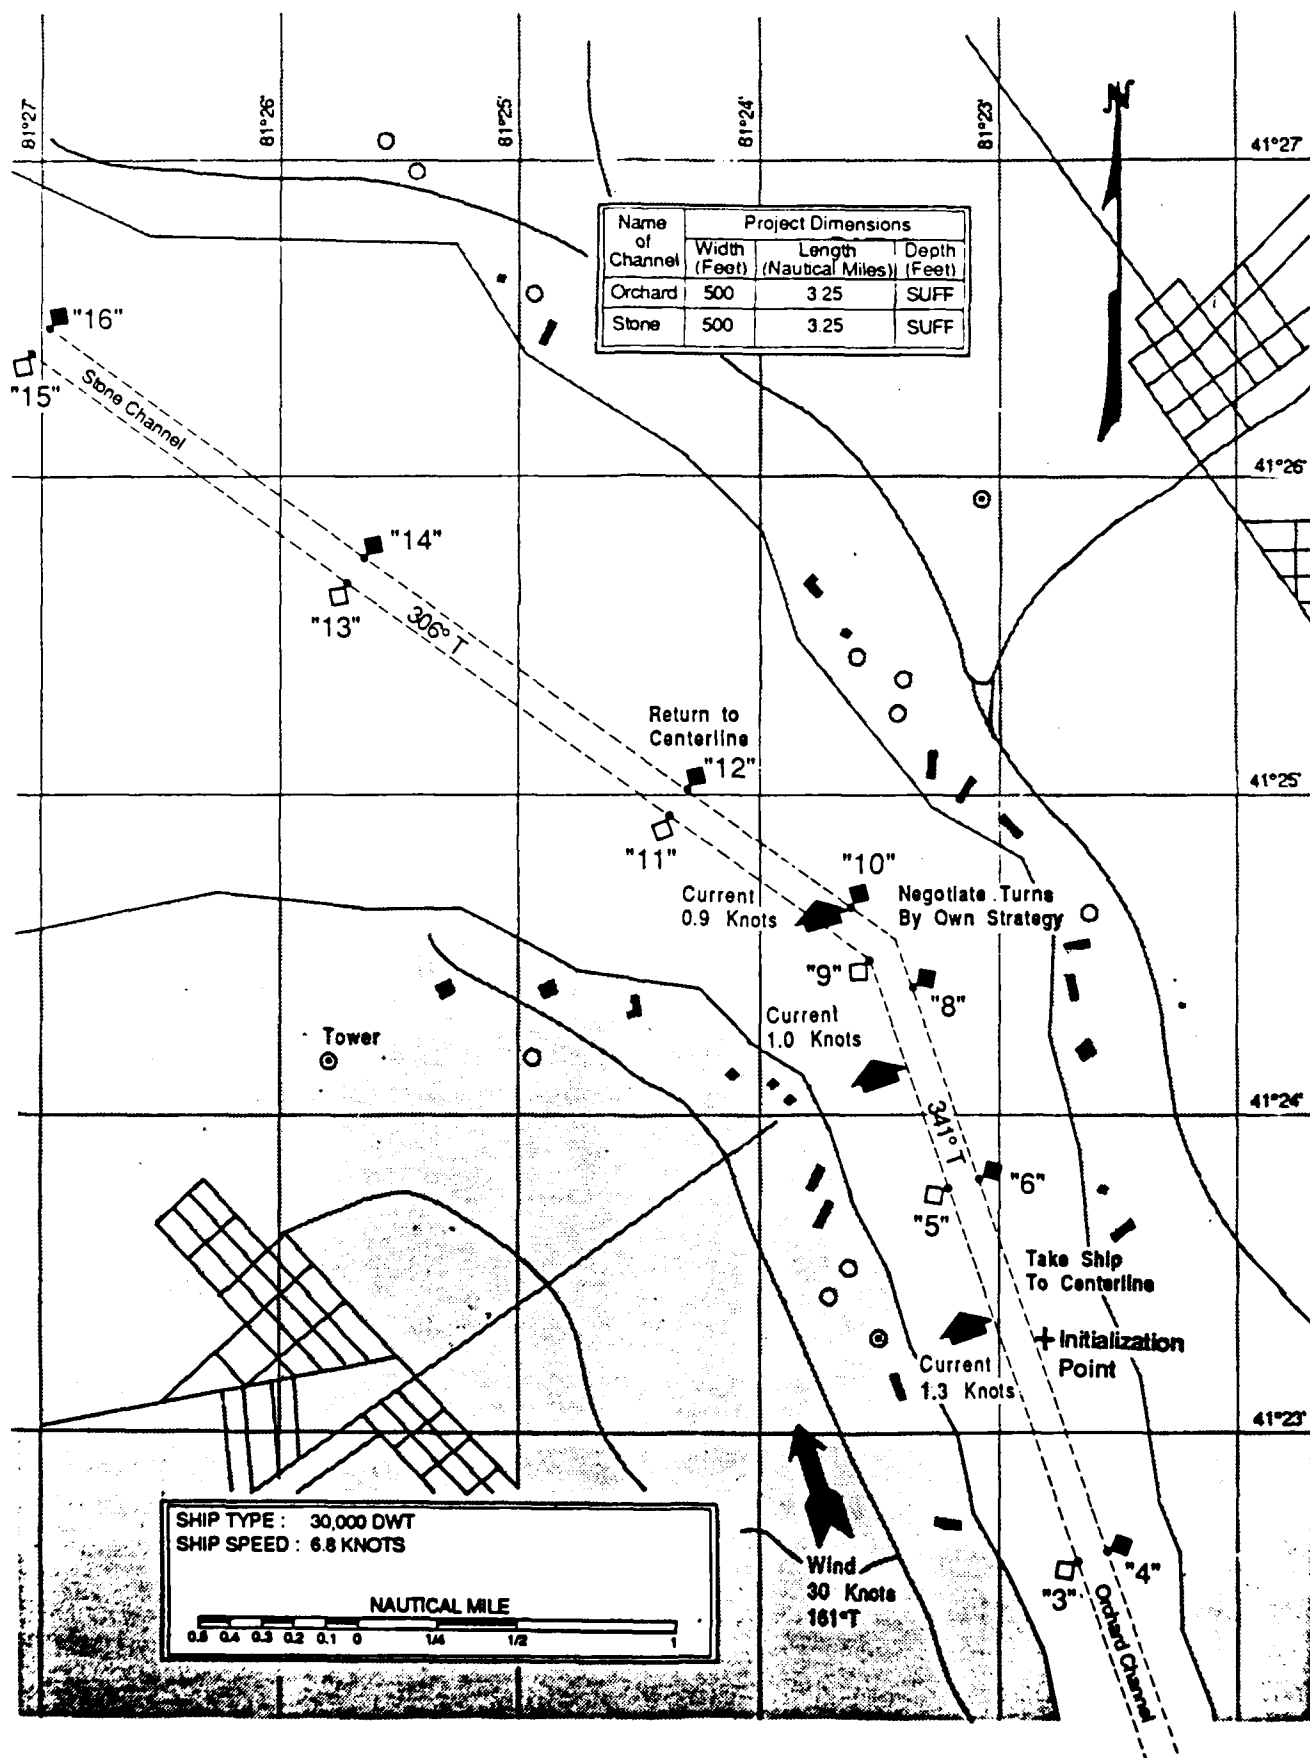 81°27'
81°26'
81°25'
81°24'
81°23'
N
41°27'
Name of Channel
Project Dimensions
Width (Feet)
Length (Nautical Miles)
Depth (Feet)
Orchard 500 3.25 SUFF
Stone 500 3.25 SUFF
"16"
"15"
Stone Channel
41°26'
"14"
"13"
306° T
Return to
Centerline
"12"
41°25'
"11"
"10"
Current
0.9 Knots
Negotiate Turns
By Own Strategy
"9"
"8"
Current
1.0 Knots
Tower
41°24'
341° T
"6"
"5"
Take Ship
To Centerline
Initialization
Point
Current
1.3 Knots
41°23'
SHIP TYPE : 30,000 DWT
SHIP SPEED : 6.8 KNOTS
NAUTICAL MILE
0.5 0.4 0.3 0.2 0.1 0 1/4 1/2 1
Wind
30 Knots
161°T
"4"
"3"
Orchard Channel